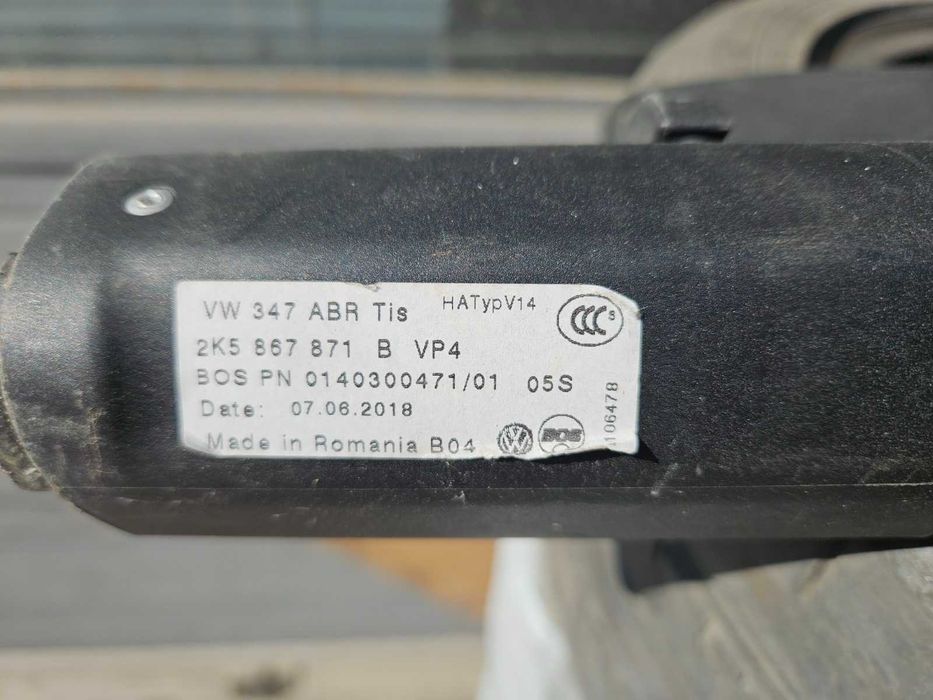 VW 347 ABR Tis HATypV14
CCC S
2K5 867 871 B VP4
BOS PN 0140300471/01 05S
Date: 07.06.2018
Made in Romania B04
BOS
106478